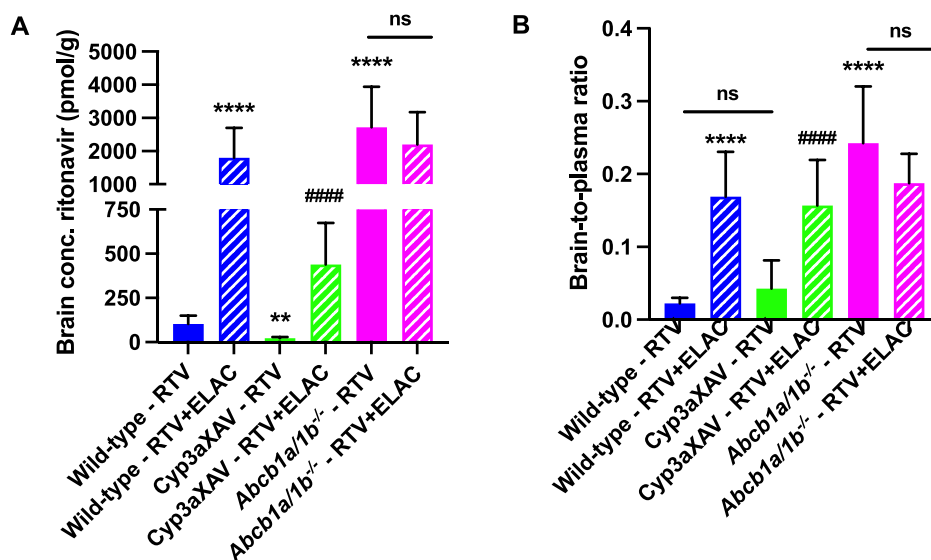 A
Brain conc. ritonavir (pmol/g)
5000
4000
3000
2000
1000
750
500
250
0
****
**
####
****
ns
Wild-type - RTV
Wild-type - RTV+ELAC
Cyp3aXAV - RTV
Cyp3aXAV - RTV+ELAC
Abcb1a/1b-/- - RTV
Abcb1a/1b-/- - RTV+ELAC
B
Brain-to-plasma ratio
0.4
0.3
0.2
0.1
0.0
ns
****
####
****
ns
Wild-type - RTV
Wild-type - RTV+ELAC
Cyp3aXAV - RTV
Cyp3aXAV - RTV+ELAC
Abcb1a/1b-/- - RTV
Abcb1a/1b-/- - RTV+ELAC